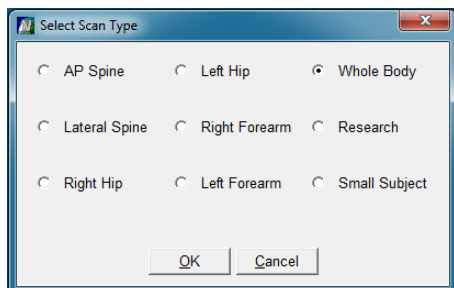 Select Scan Type
AP Spine Left Hip Whole Body
Lateral Spine Right Forearm Research
Right Hip Left Forearm Small Subject
OK Cancel